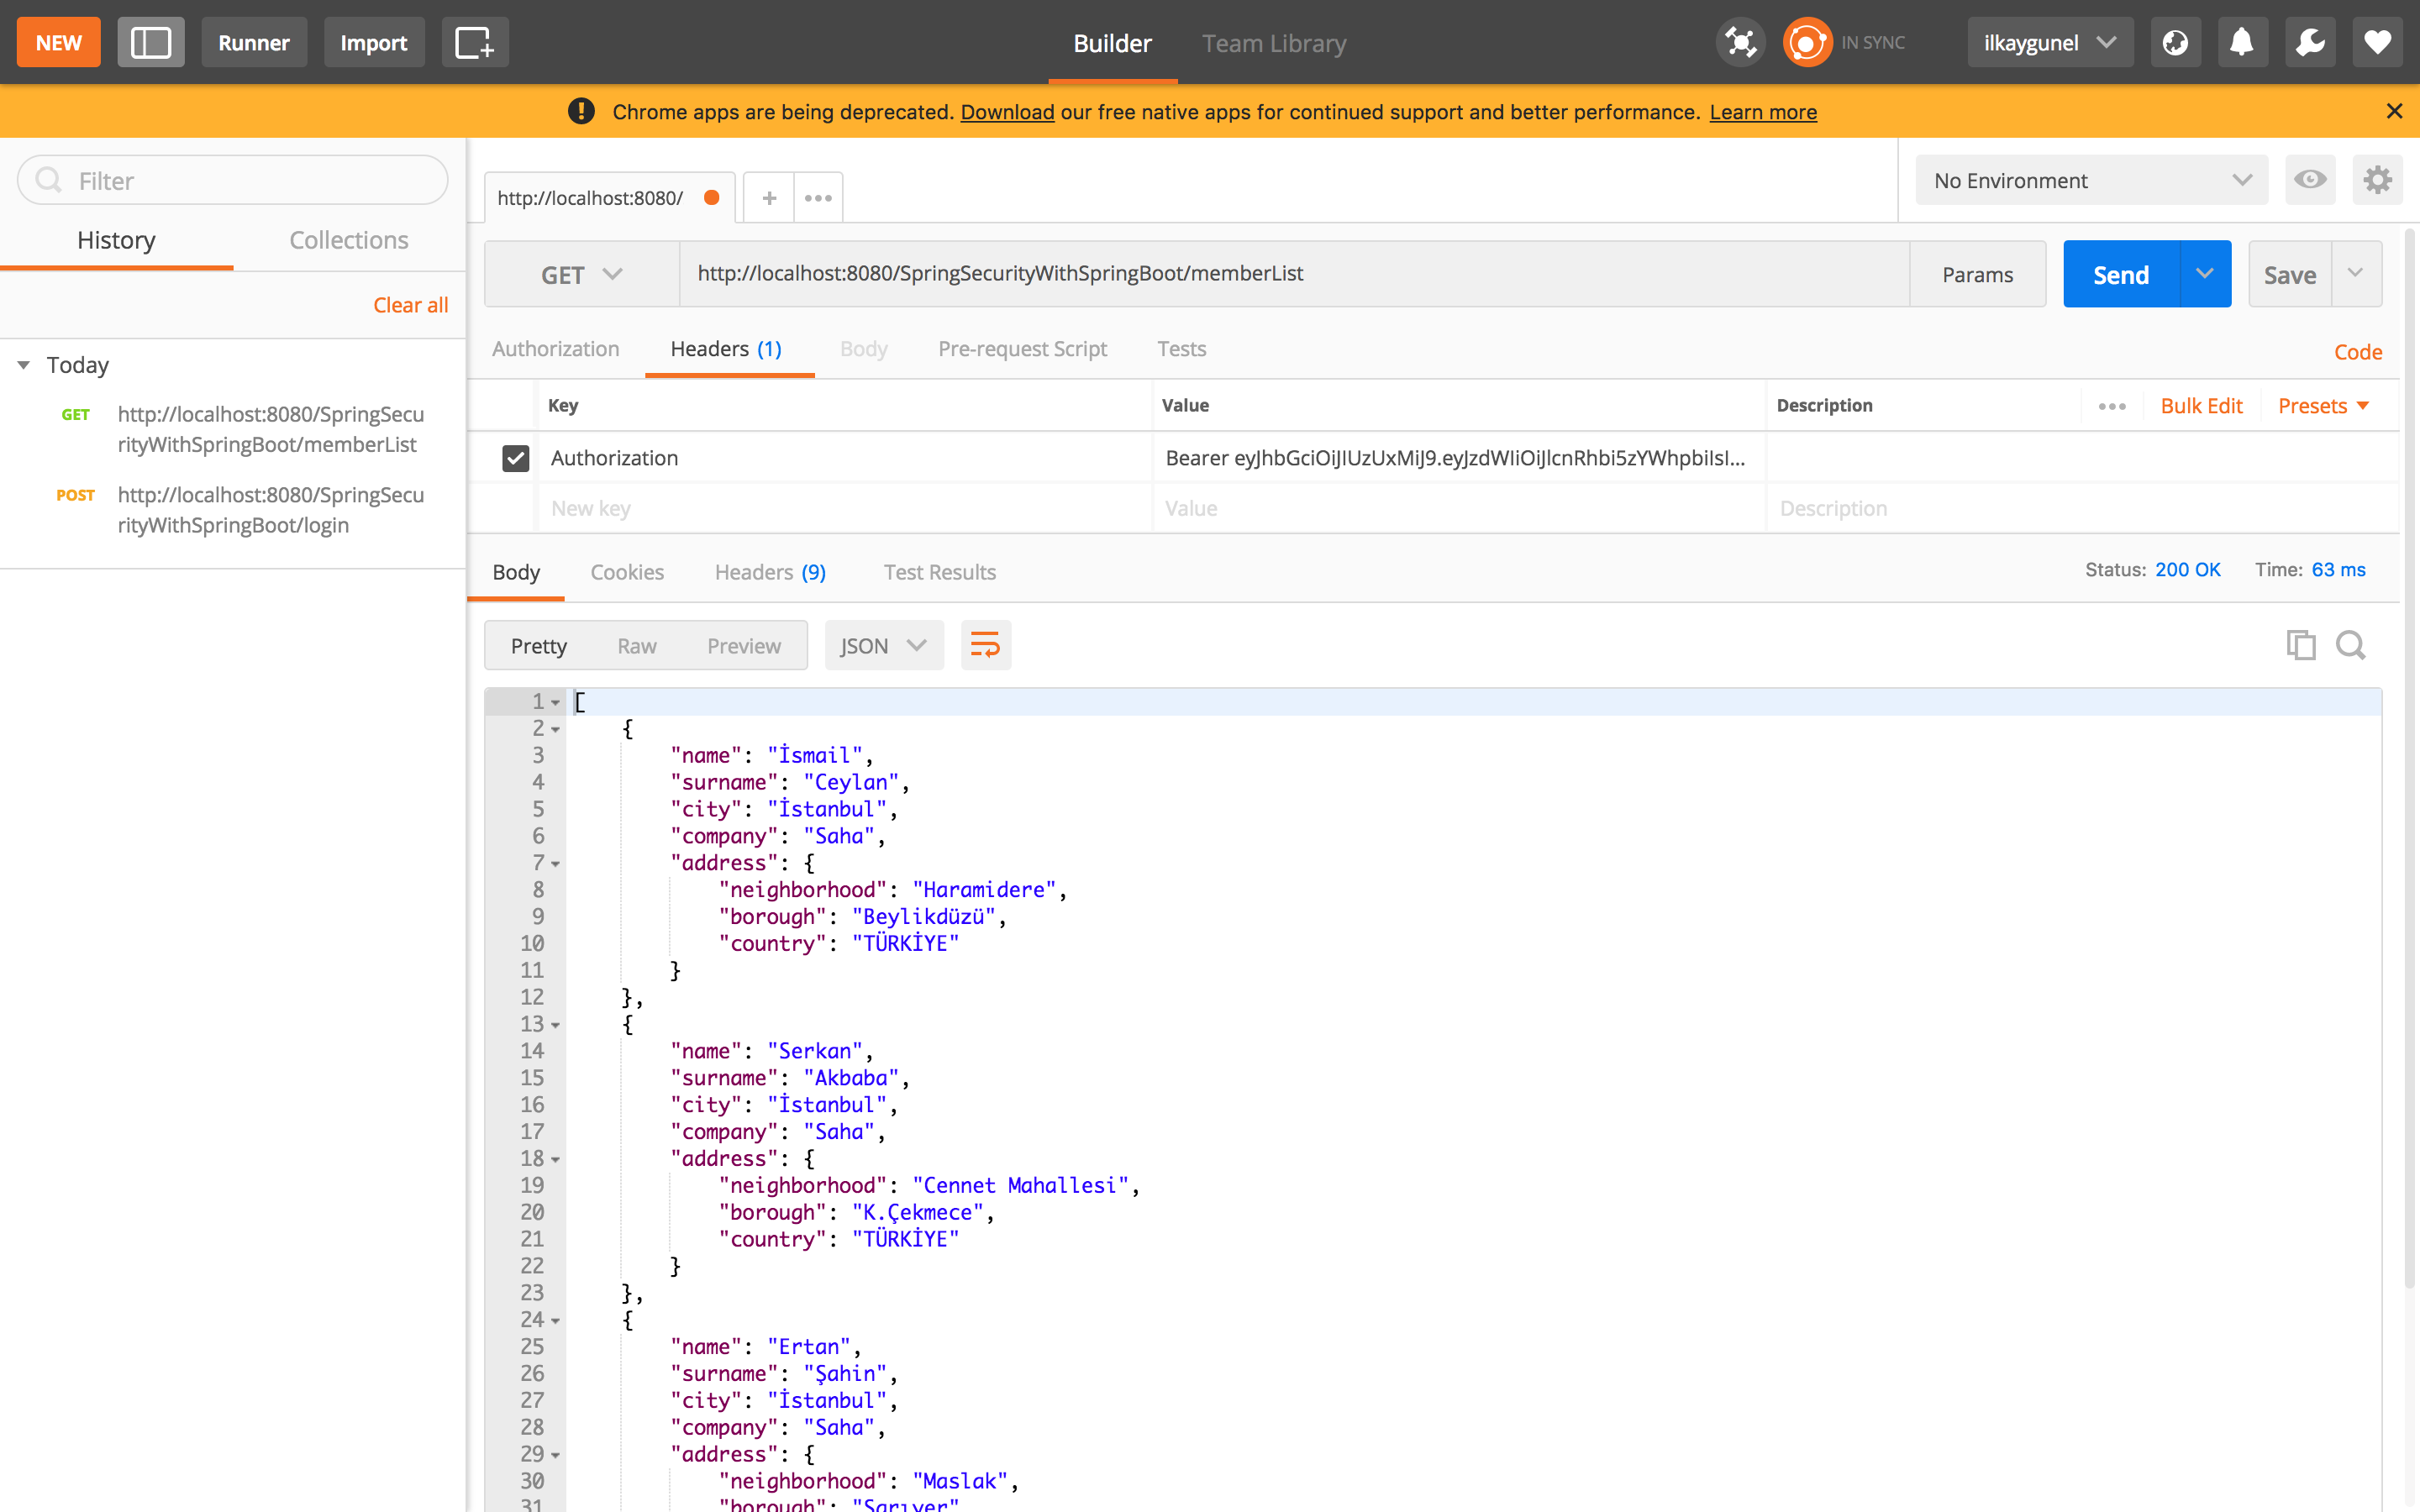 NEW
Runner
Import
Builder
Team Library
IN SYNC
ilkaygunel
Chrome apps are being deprecated. Download our free native apps for continued support and better performance. Learn more
Filter
History
Collections
Clear all
Today
GET http://localhost:8080/SpringSecu
rityWithSpringBoot/memberList
POST http://localhost:8080/SpringSecu
rityWithSpringBoot/login
http://localhost:8080/
No Environment
GET
http://localhost:8080/SpringSecurityWithSpringBoot/memberList
Params
Send
Save
Authorization
Headers (1)
Body
Pre-request Script
Tests
Code
Key
Value
Description
Bulk Edit
Presets
Authorization
New key
Value
Description
Body
Cookies
Headers (9)
Test Results
Status: 200 OK
Time: 63 ms
Pretty
Raw
Preview
JSON
1 [
2 {
3 "name": "İsmail",
4 "surname": "Ceylan",
5 "city": "İstanbul",
6 "company": "Saha",
7 "address": {
8 "neighborhood": "Haramidere",
9 "borough": "Beylikdüzü",
10 "country": "TÜRKİYE"
11 }
12 },
13 {
14 "name": "Serkan",
15 "surname": "Akbaba",
16 "city": "İstanbul",
17 "company": "Saha",
18 "address": {
19 "neighborhood": "Cennet Mahallesi",
20 "borough": "K.Çekmece",
21 "country": "TÜRKİYE"
22 }
23 },
24 {
25 "name": "Ertan",
26 "surname": "Şahin",
27 "city": "İstanbul",
28 "company": "Saha",
29 "address": {
30 "neighborhood": "Maslak",
31 "borough": "Sarıyer"